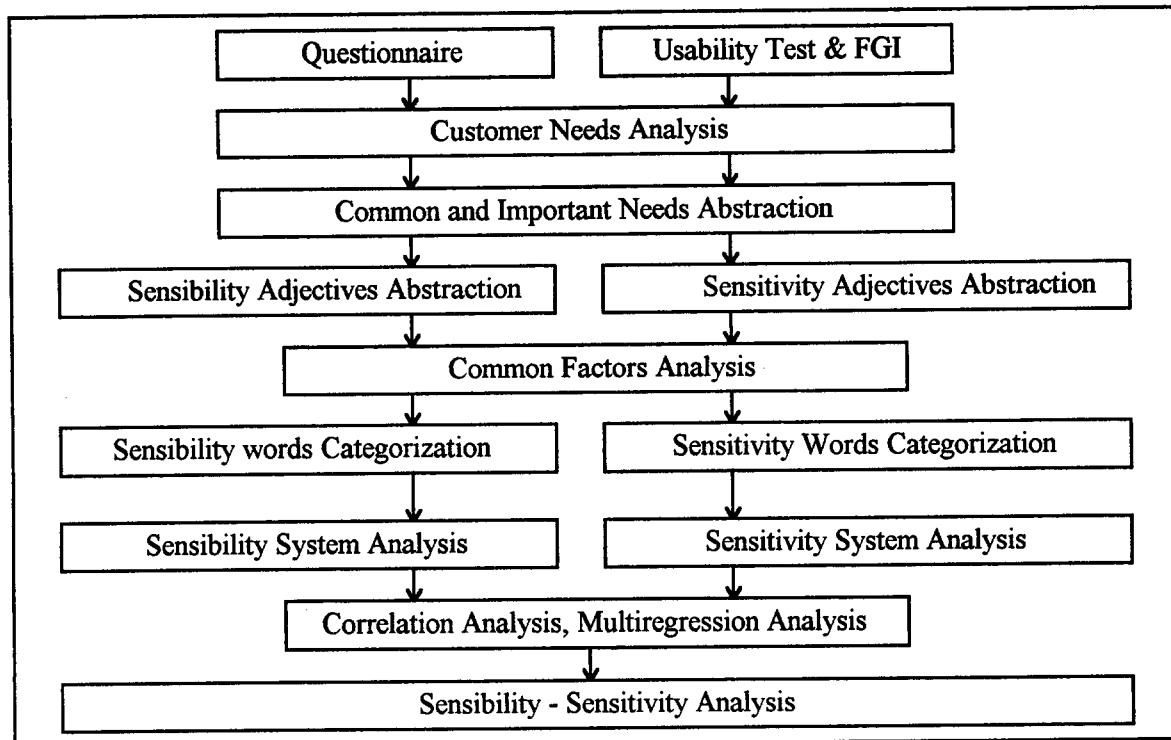 Questionnaire
Usability Test & FGI
Customer Needs Analysis
Common and Important Needs Abstraction
Sensibility Adjectives Abstraction
Sensitivity Adjectives Abstraction
Common Factors Analysis
Sensibility words Categorization
Sensitivity Words Categorization
Sensibility System Analysis
Sensitivity System Analysis
Correlation Analysis, Multiregression Analysis
Sensibility - Sensitivity Analysis